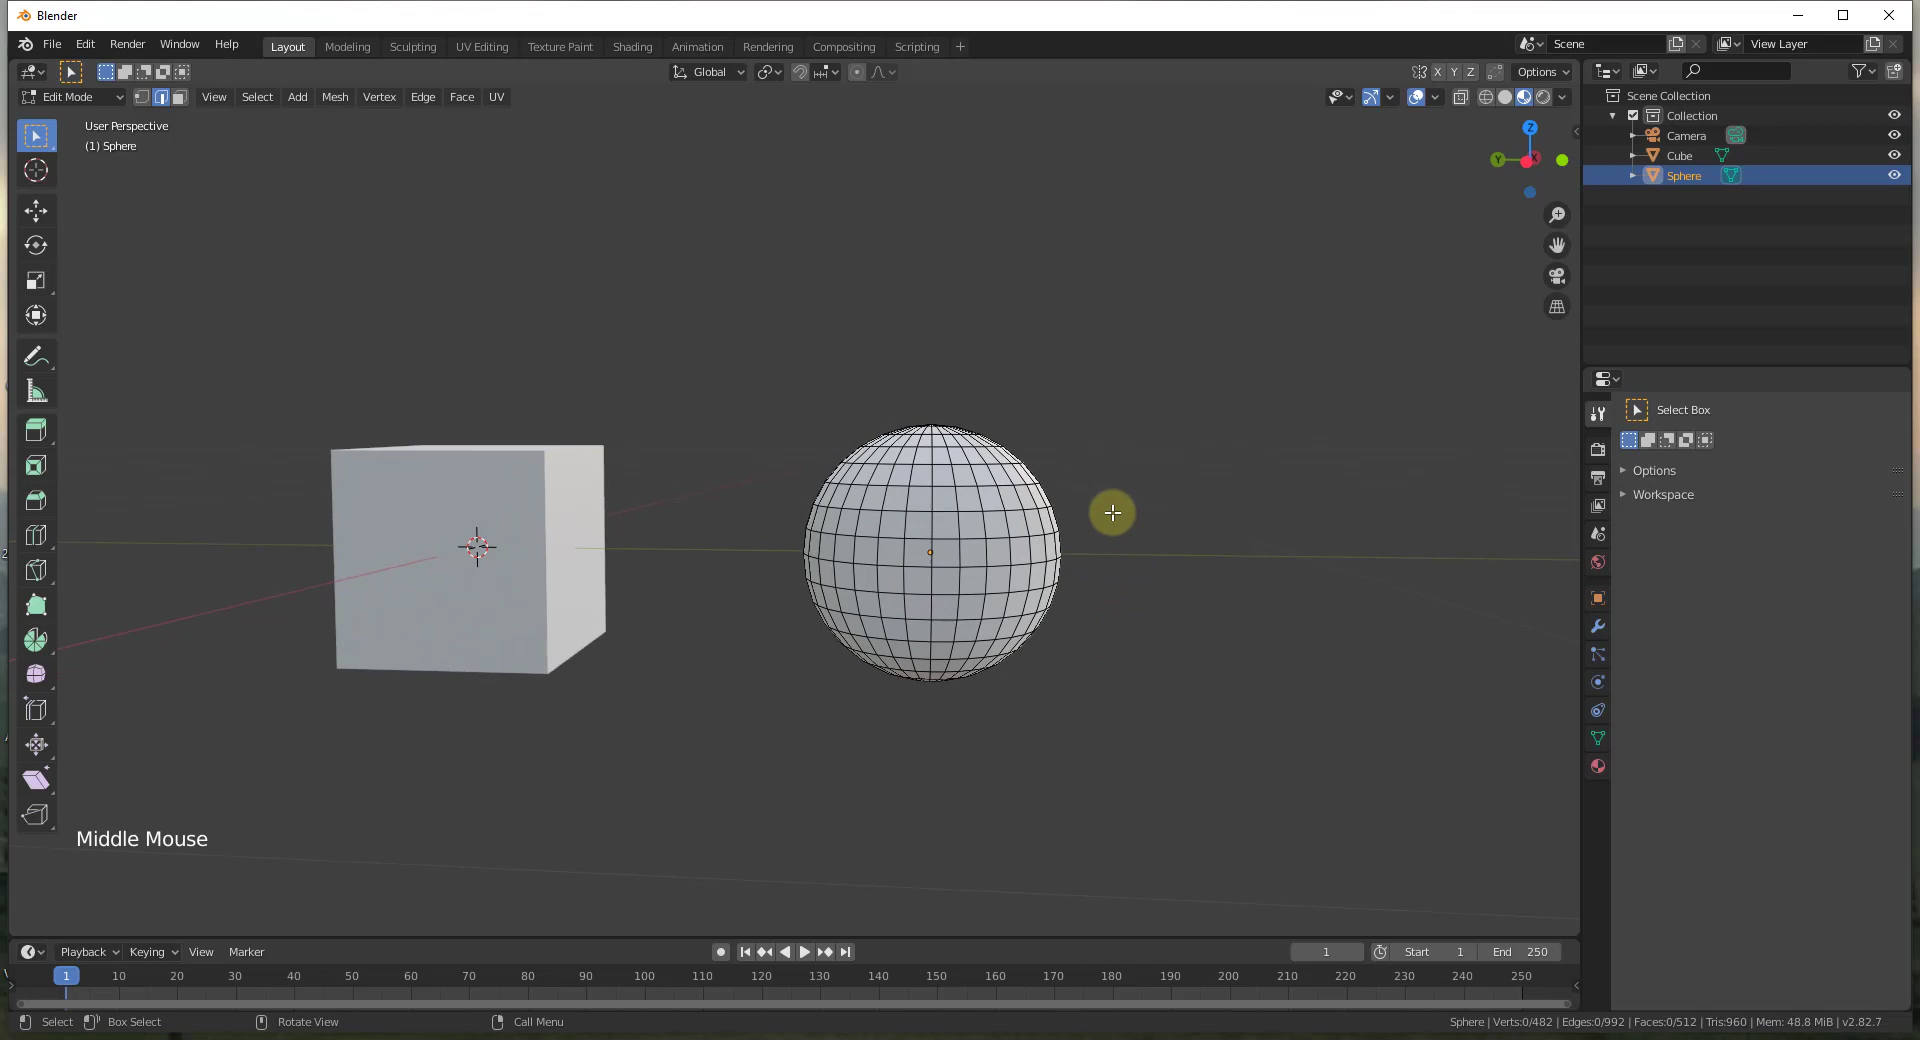 Blender
File Edit Render Window Help Layout Modeling Sculpting UV Editing Texture Paint Shading Animation Rendering Compositing Scripting + Scene View Layer
Global X Y Z Options
Edit Mode View Select Add Mesh Vertex Edge Face UV
User Perspective
(1) Sphere
Z
Y X
Scene Collection
Collection
Camera
Cube
Sphere
Select Box
Options
Workspace
Middle Mouse
Playback Keying View Marker 1 Start 1 End 250
1 10 20 30 40 50 60 70 80 90 100 110 120 130 140 150 160 170 180 190 200 210 220 230 240 250
Select Box Select Rotate View Call Menu Sphere | Verts:0/482 | Edges:0/992 | Faces:0/512 | Tris:960 | Mem: 48.8 MiB | v2.82.7